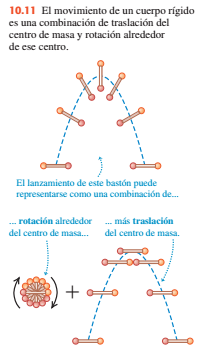 10.11 El movimiento de un cuerpo rígido
es una combinación de traslación del
centro de masa y rotación alrededor
de ese centro.
El lanzamiento de este bastón puede
representarse como una combinación de...
... rotación alrededor
del centro de masa...
... más traslación
del centro de masa.
+